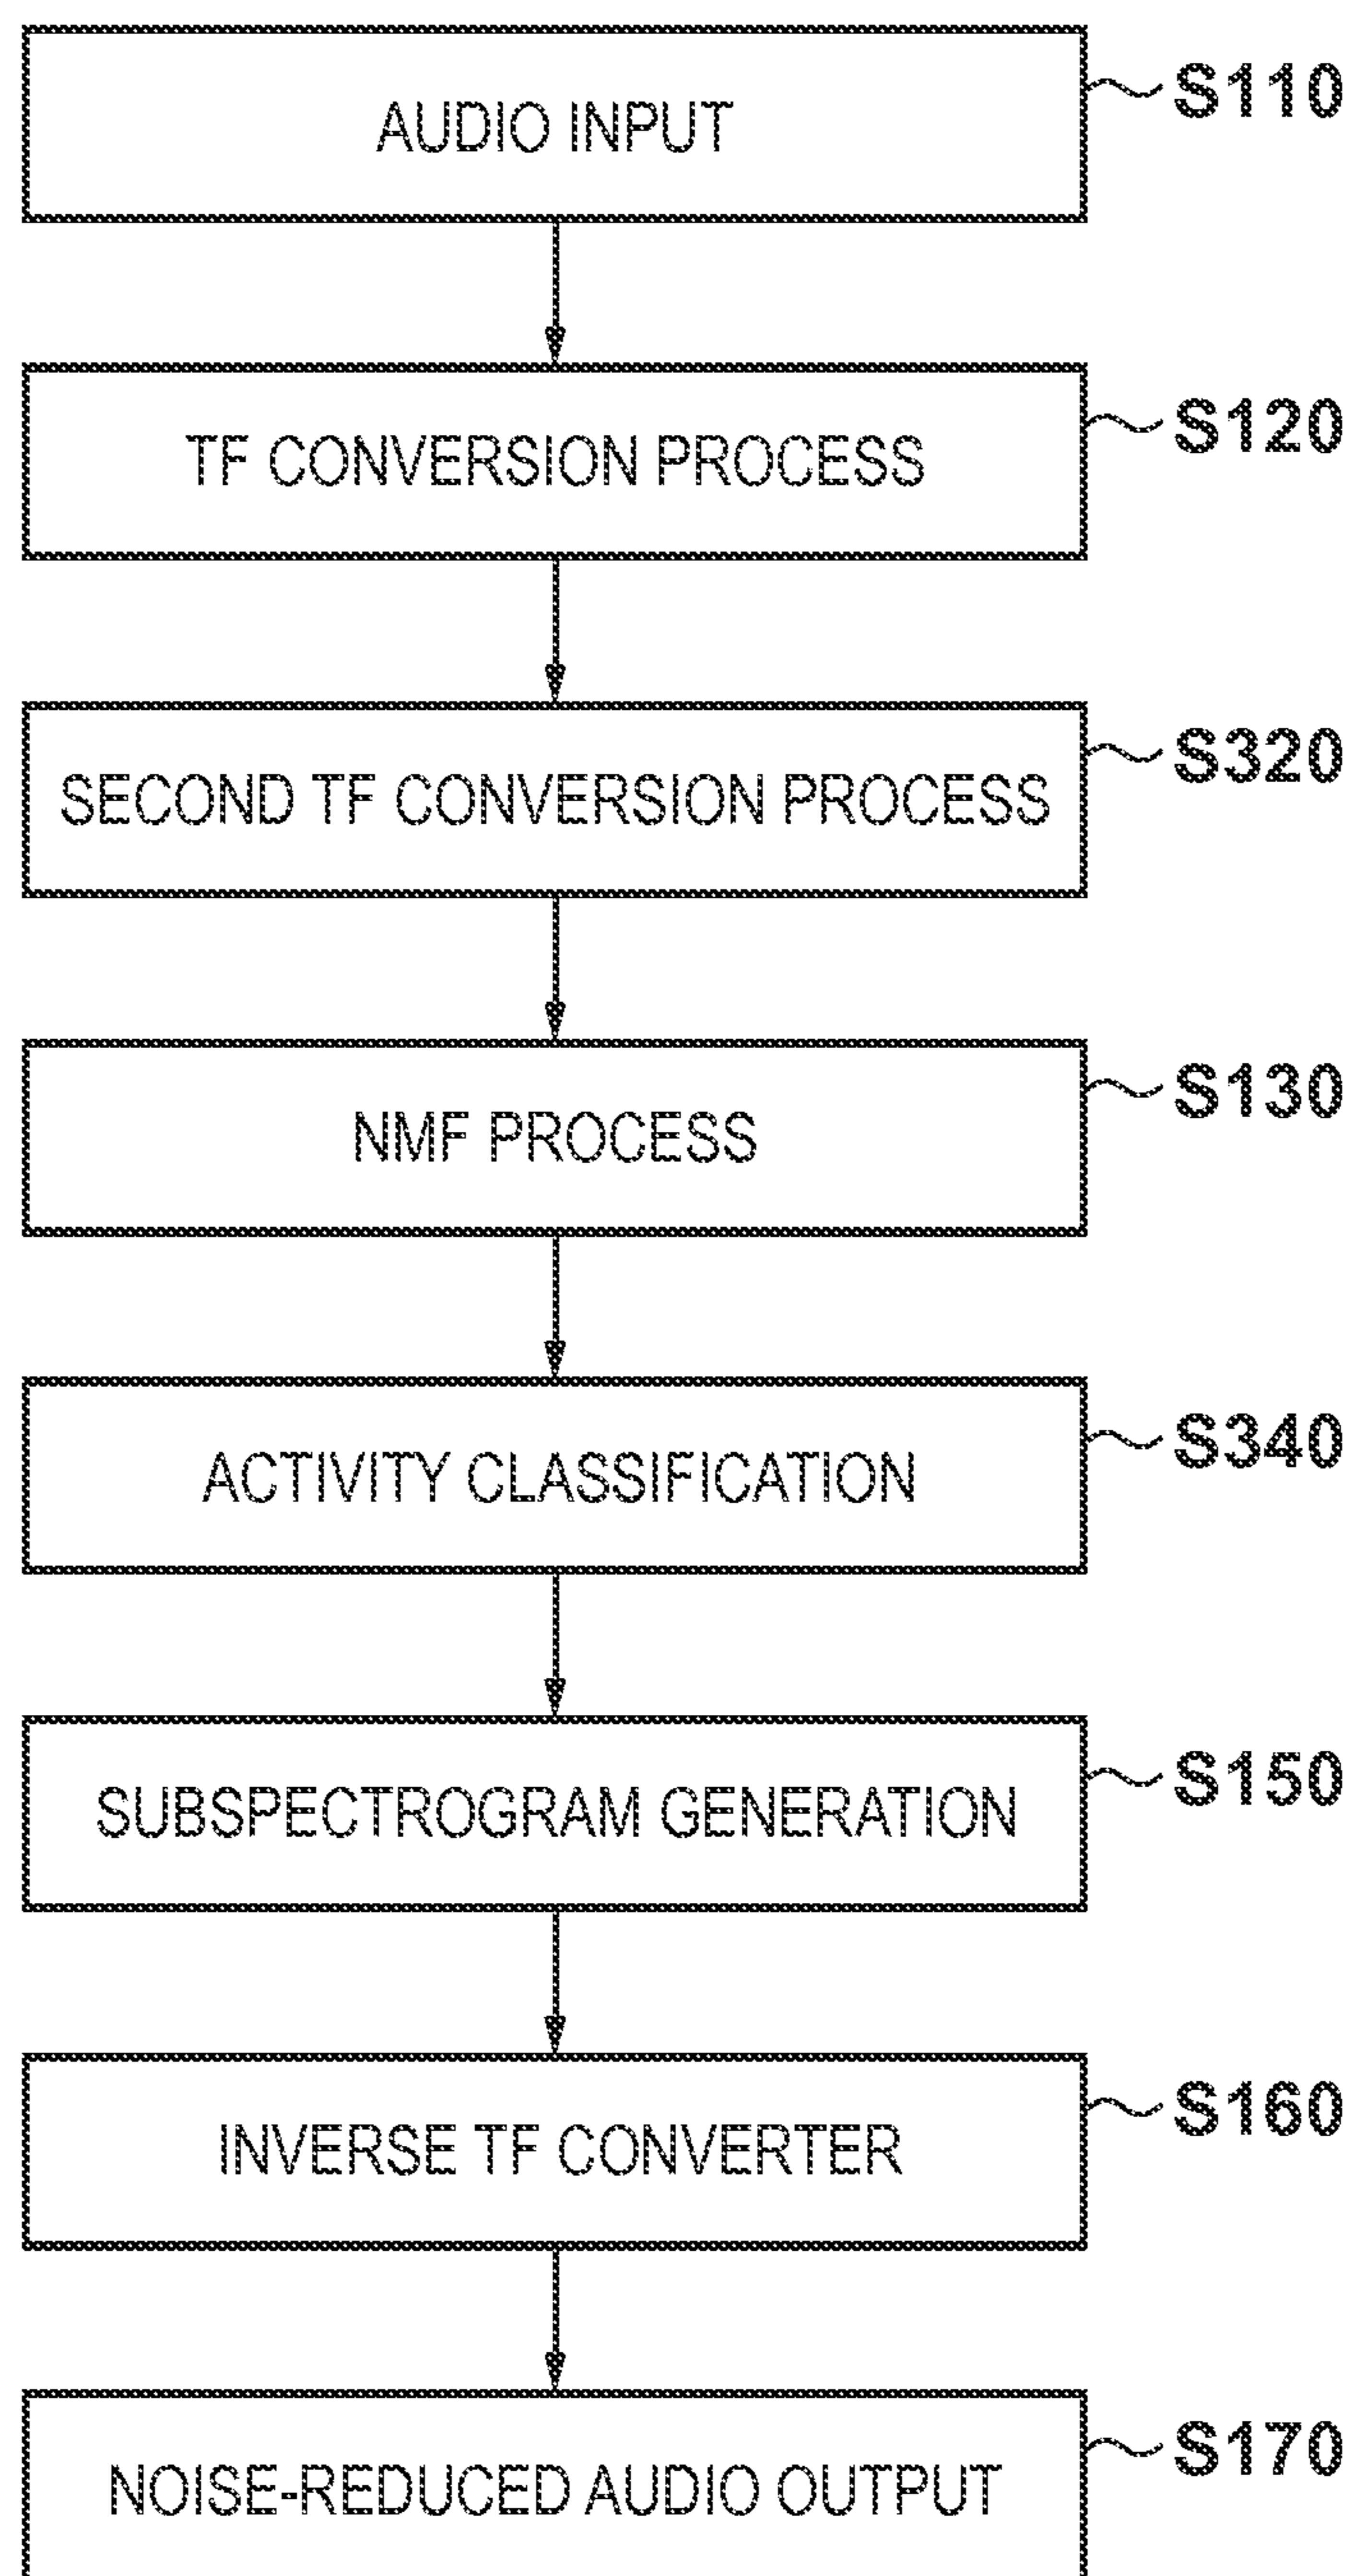 AUDIO INPUT
S110
TF CONVERSION PROCESS
S120
SECOND TF CONVERSION PROCESS
S320
NMF PROCESS
S130
ACTIVITY CLASSIFICATION
S340
SUBSPECTROGRAM GENERATION
S150
INVERSE TF CONVERTER
S160
NOISE-REDUCED AUDIO OUTPUT
S170